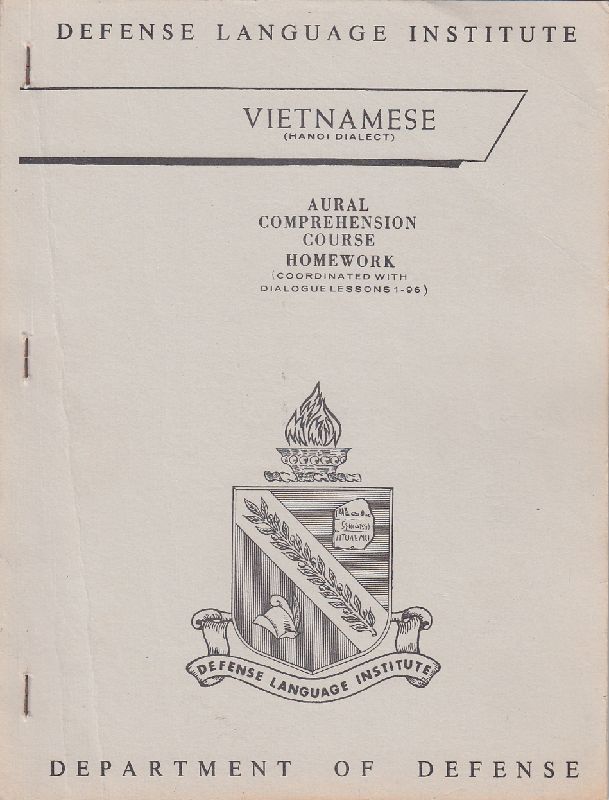 DEFENSE LANGUAGE INSTITUTE
VIETNAMESE
(HANOI DIALECT)
AURAL
COMPREHENSION
COURSE
HOMEWORK
(COORDINATED WITH
DIALOGUE LESSONS 1-96)
DEFENSE LANGUAGE INSTITUTE
DEPARTMENT OF DEFENSE